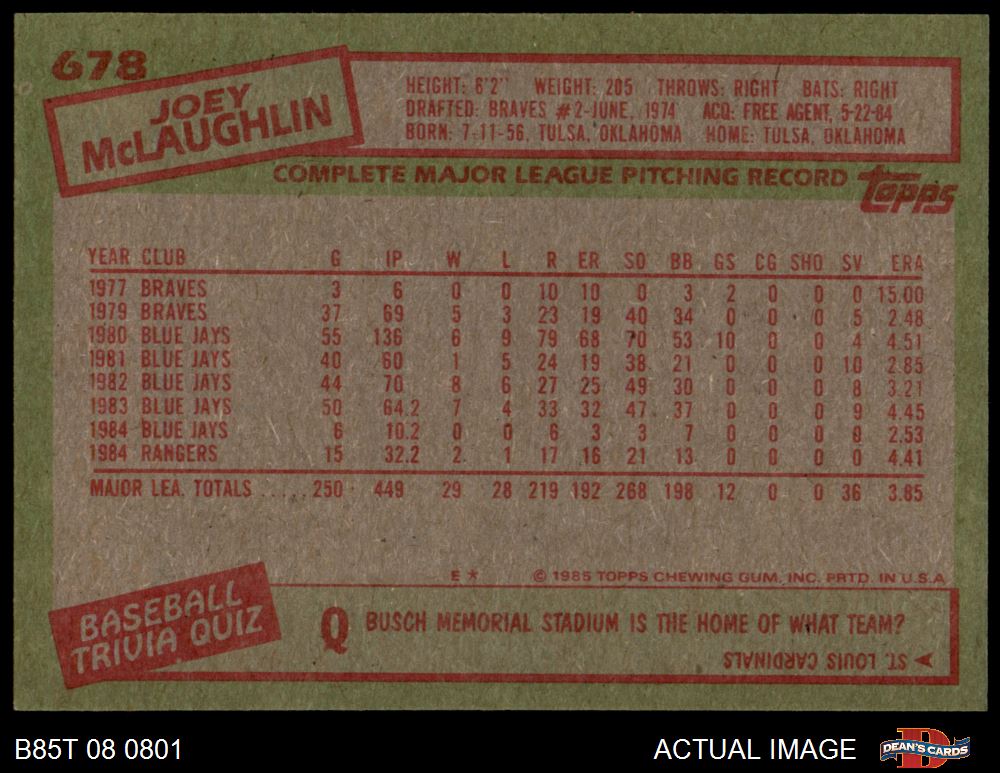 678
JOEY
McLAUGHLIN
HEIGHT: 6'2" WEIGHT: 205 THROWS: RIGHT BATS: RIGHT
DRAFTED: BRAVES #2-JUNE, 1974 ACQ: FREE AGENT, 5-22-84
BORN: 7-11-56, TULSA, OKLAHOMA HOME: TULSA, OKLAHOMA
COMPLETE MAJOR LEAGUE PITCHING RECORD topps
YEAR CLUB G IP W L R ER SO BB GS CG SHO SV ERA
1977 BRAVES 3 6 0 0 10 10 0 3 2 0 0 0 15.00
1979 BRAVES 37 69 5 3 23 19 40 34 0 0 0 5 2.48
1980 BLUE JAYS 55 136 6 9 79 68 70 53 10 0 0 4 4.51
1981 BLUE JAYS 40 60 1 5 24 19 38 21 0 0 0 10 2.85
1982 BLUE JAYS 44 70 8 6 27 25 49 30 0 0 0 8 3.21
1983 BLUE JAYS 50 64.2 7 4 33 32 47 37 0 0 0 9 4.45
1984 BLUE JAYS 6 10.2 0 0 6 3 3 7 0 0 0 0 2.53
1984 RANGERS 15 32.2 2 1 17 16 21 13 0 0 0 0 4.41
MAJOR LEA. TOTALS ..... 250 449 29 28 219 192 268 198 12 0 0 36 3.85
E * © 1985 TOPPS CHEWING GUM, INC. PRTD. IN U.S.A.
BASEBALL
TRIVIA QUIZ
Q BUSCH MEMORIAL STADIUM IS THE HOME OF WHAT TEAM?
ST. LOUIS CARDINALS
B85T 08 0801
ACTUAL IMAGE
D
DEAN'S CARDS